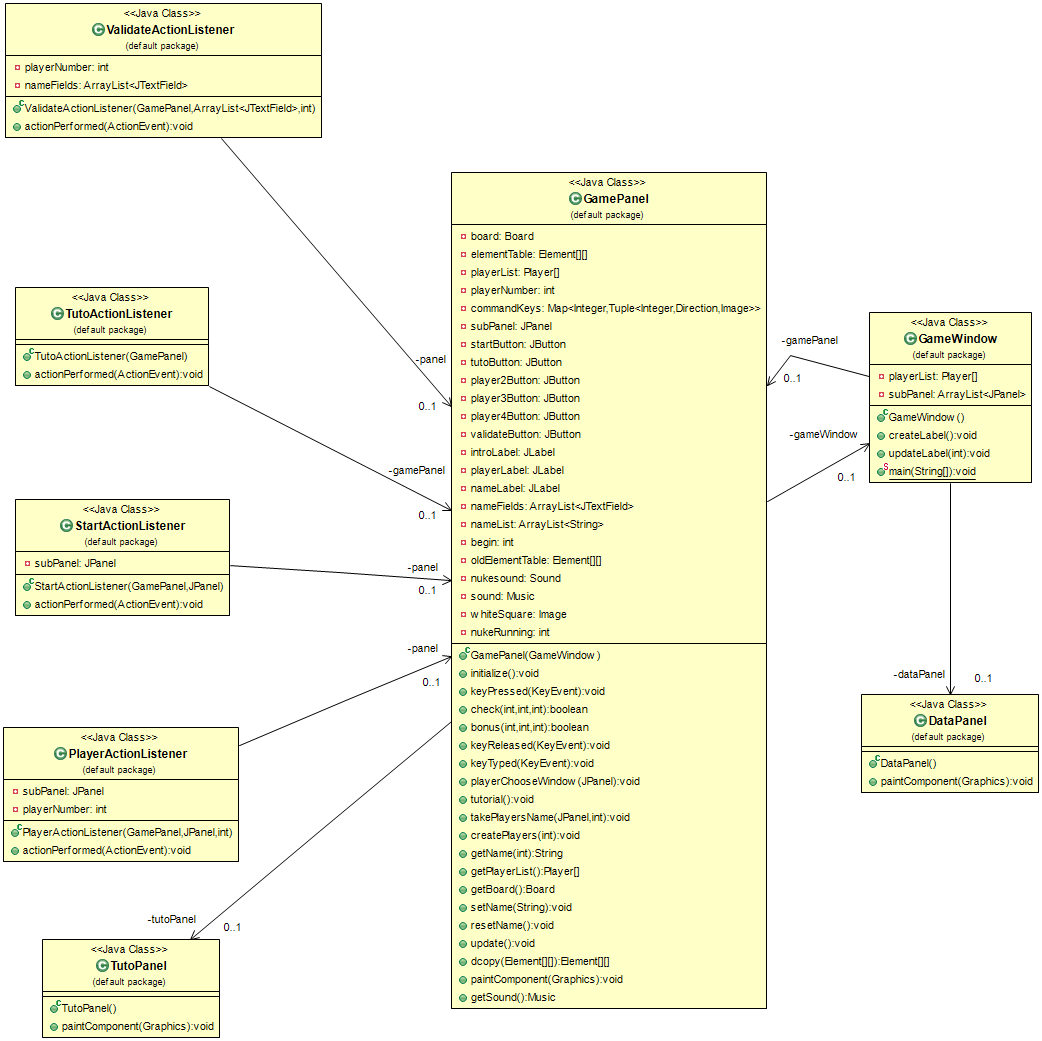 <<Java Class>>
ValidateActionListener
(default package)
playerNumber: int
nameFields: ArrayList<JTextField>
ValidateActionListener(GamePanel,ArrayList<JTextField>,int)
actionPerformed(ActionEvent):void
<<Java Class>>
TutoActionListener
(default package)
TutoActionListener(GamePanel)
actionPerformed(ActionEvent):void
<<Java Class>>
StartActionListener
(default package)
subPanel: JPanel
StartActionListener(GamePanel,JPanel)
actionPerformed(ActionEvent):void
<<Java Class>>
PlayerActionListener
(default package)
subPanel: JPanel
playerNumber: int
PlayerActionListener(GamePanel,JPanel,int)
actionPerformed(ActionEvent):void
<<Java Class>>
TutoPanel
(default package)
TutoPanel()
paintComponent(Graphics):void
-panel
0..1
-gamePanel
0..1
-panel
0..1
-panel
0..1
-tutoPanel
0..1
<<Java Class>>
GamePanel
(default package)
board: Board
elementTable: Element[][]
playerList: Player[]
playerNumber: int
commandKeys: Map<Integer,Tuple<Integer,Direction,Image>>
subPanel: JPanel
startButton: JButton
tutoButton: JButton
player2Button: JButton
player3Button: JButton
player4Button: JButton
validateButton: JButton
introLabel: JLabel
playerLabel: JLabel
nameLabel: JLabel
nameFields: ArrayList<JTextField>
nameList: ArrayList<String>
begin: int
oldElementTable: Element[][]
nukesound: Sound
sound: Music
whiteSquare: Image
nukeRunning: int
GamePanel(GameWindow)
initialize():void
keyPressed(KeyEvent):void
check(int,int,int):boolean
bonus(int,int,int):boolean
keyReleased(KeyEvent):void
keyTyped(KeyEvent):void
playerChooseWindow(JPanel):void
tutorial():void
takePlayersName(JPanel,int):void
createPlayers(int):void
getName(int):String
getPlayerList():Player[]
getBoard():Board
setName(String):void
resetName():void
update():void
dcopy(Element[][]):Element[][]
paintComponent(Graphics):void
getSound():Music
-gamePanel
0..1
-gameWindow
0..1
<<Java Class>>
GameWindow
(default package)
playerList: Player[]
subPanel: ArrayList<JPanel>
GameWindow()
createLabel():void
updateLabel(int):void
main(String[]):void
-dataPanel
0..1
<<Java Class>>
DataPanel
(default package)
DataPanel()
paintComponent(Graphics):void